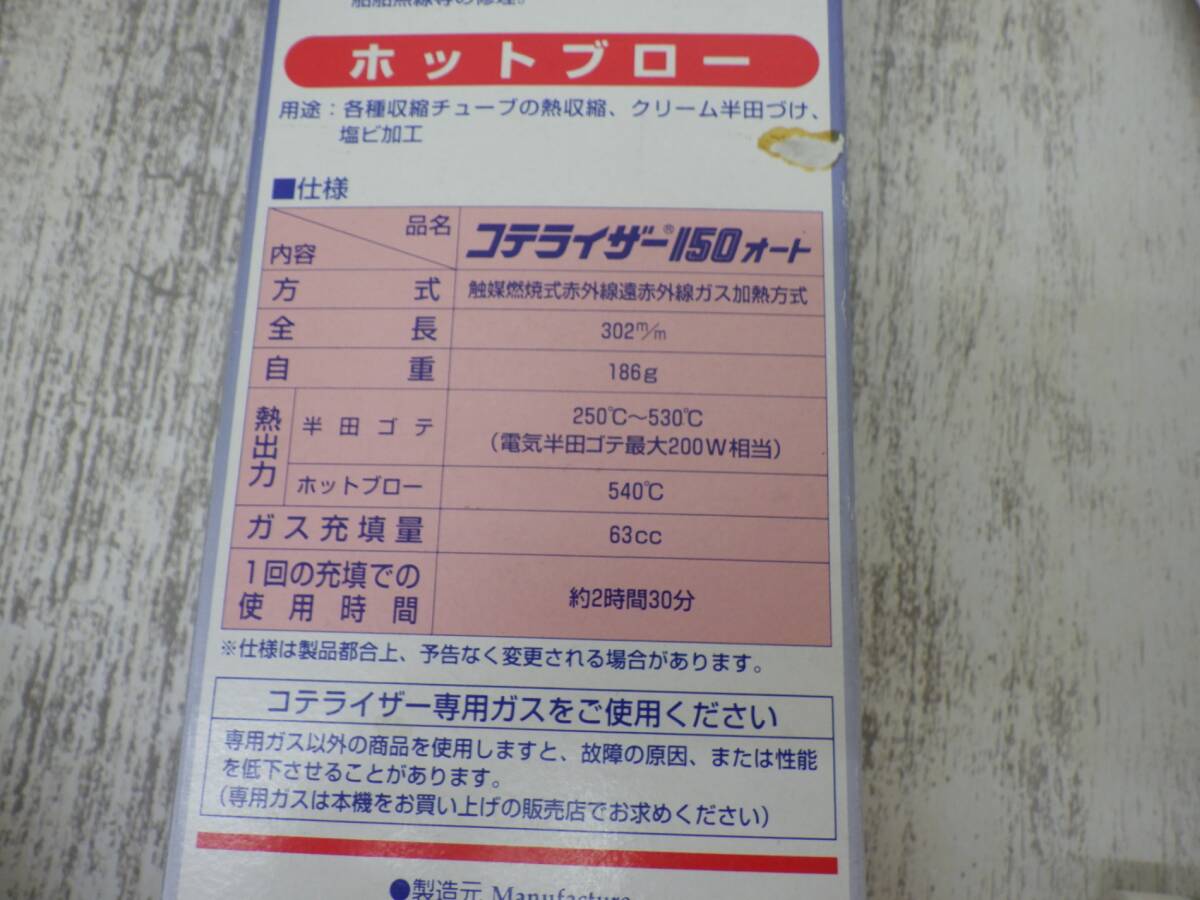 船舶無線等の修理。
ホットブロー
用途：各種収縮チューブの熱収縮、クリーム半田づけ、
塩ビ加工
■仕様
品名
内容
コテライザー®150オート
方式
触媒燃焼式赤外線遠赤外線ガス加熱方式
全長
302m/m
自重
186g
熱出力
半田ゴテ
250℃〜530℃
(電気半田ゴテ最大200W相当)
ホットブロー
540℃
ガス充填量
63cc
1回の充填での
使用時間
約2時間30分
※仕様は製品都合上、予告なく変更される場合があります。
コテライザー専用ガスをご使用ください
専用ガス以外の商品を使用しますと、故障の原因、または性能
を低下させることがあります。
(専用ガスは本機をお買い上げの販売店でお求めください)
●製造元 Manufacture